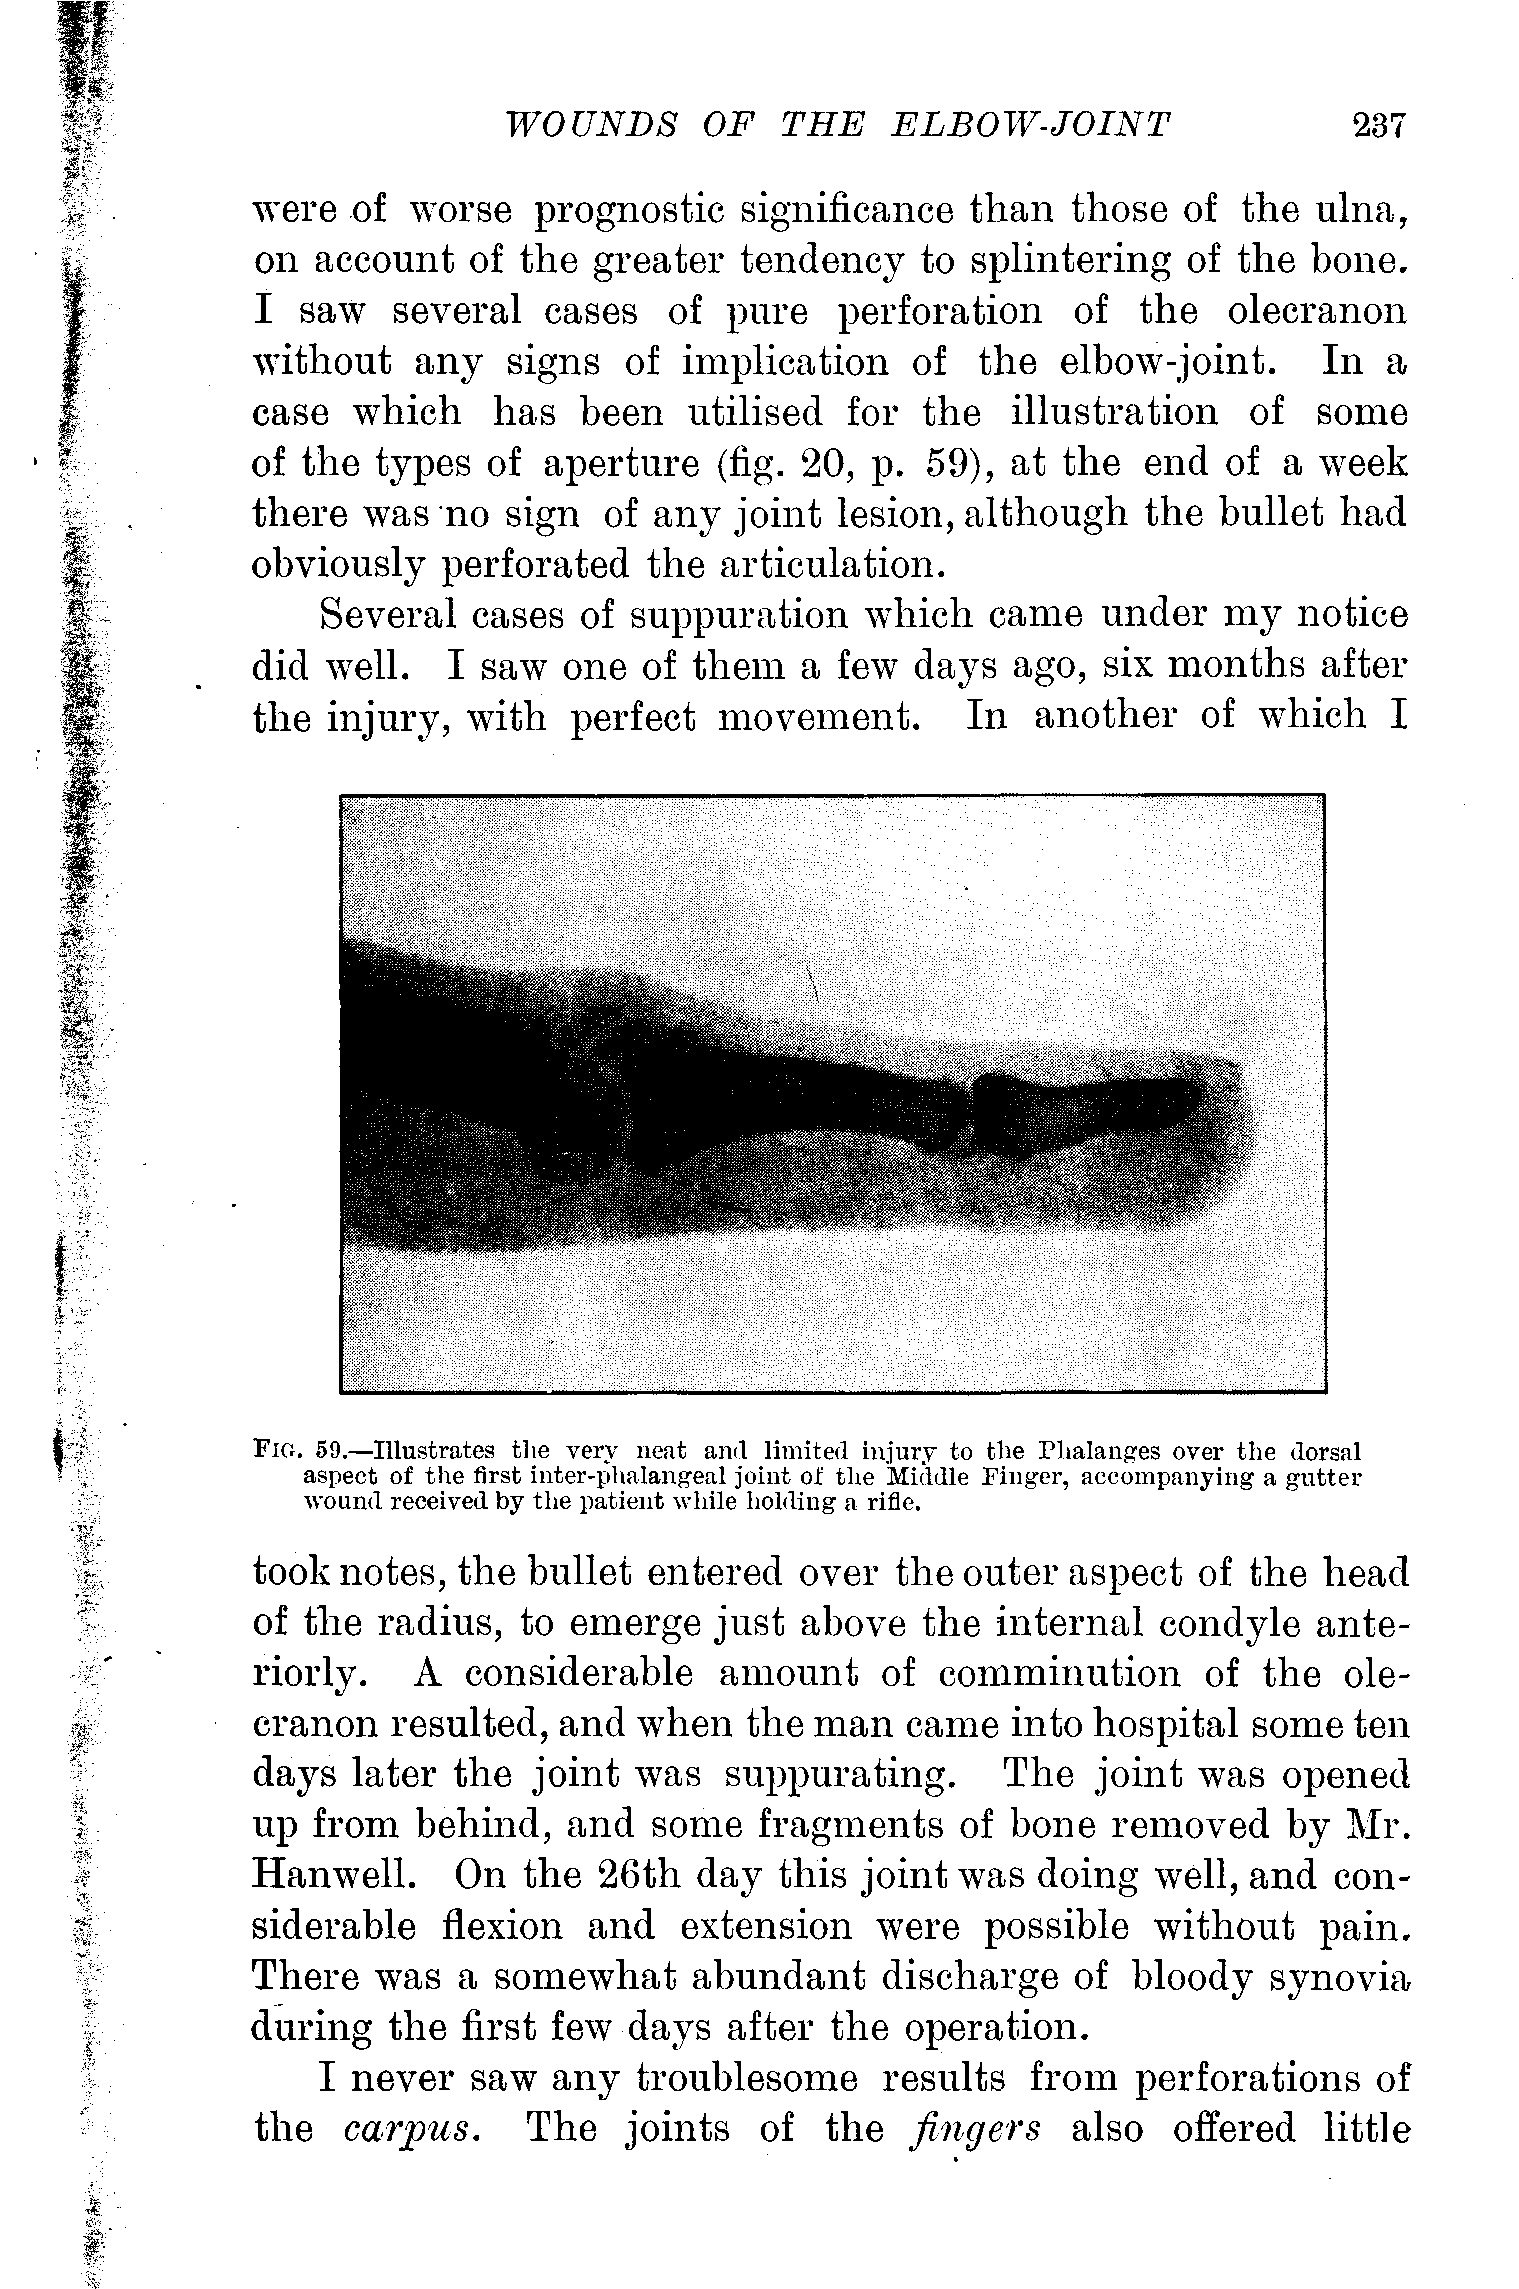 WOUNDS OF THE ELBOW-JOINT 237
were of worse prognostic significance than those of the ulna,
on account of the greater tendency to splintering of the bone.
I saw several cases of pure perforation of the olecranon
without any signs of implication of the elbow-joint. In a
case which has been utilised for the illustration of some
of the types of aperture (fig. 20, p. 59), at the end of a week
there was no sign of any joint lesion, although the bullet had
obviously perforated the articulation.
Several cases of suppuration which came under my notice
did well. I saw one of them a few days ago, six months after
the injury, with perfect movement. In another of which I
FIG. 59.—Illustrates the very neat and limited injury to the Phalanges over the dorsal
aspect of the first inter-phalangeal joint of the Middle Finger, accompanying a gutter
wound received by the patient while holding a rifle.
took notes, the bullet entered over the outer aspect of the head
of the radius, to emerge just above the internal condyle ante-
riorly. A considerable amount of comminution of the ole-
cranon resulted, and when the man came into hospital some ten
days later the joint was suppurating. The joint was opened
up from behind, and some fragments of bone removed by Mr.
Hanwell. On the 26th day this joint was doing well, and con-
siderable flexion and extension were possible without pain.
There was a somewhat abundant discharge of bloody synovia
during the first few days after the operation.
I never saw any troublesome results from perforations of
the carpus. The joints of the fingers also offered little